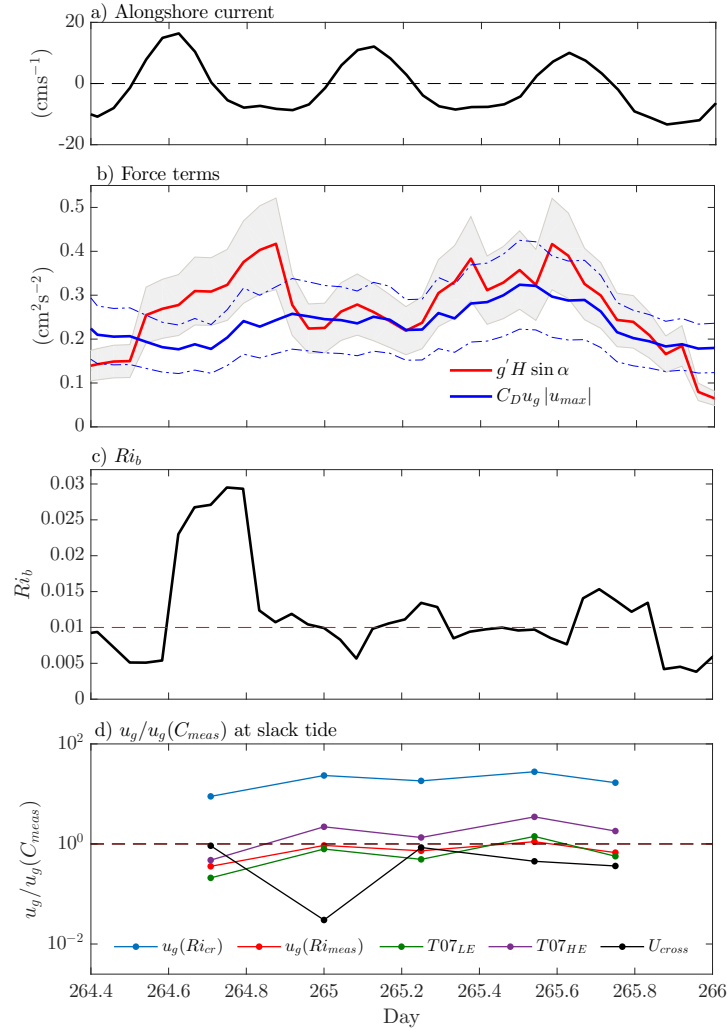 a) Alongshore current
20
0
-20
(cms⁻¹)
b) Force terms
0.5
0.4
0.3
0.2
0.1
0
(cm²s⁻²)
g′H sin α
C_D u_g |u_max|
c) Ri_b
0.03
0.025
0.02
0.015
0.01
0.005
0
Ri_b
d) u_g/u_g(C_meas) at slack tide
10²
10⁰
10⁻²
u_g/u_g(C_meas)
u_g(Ri_cr) u_g(Ri_meas) T07_LE T07_HE U_cross
264.4 264.6 264.8 265 265.2 265.4 265.6 265.8 266
Day